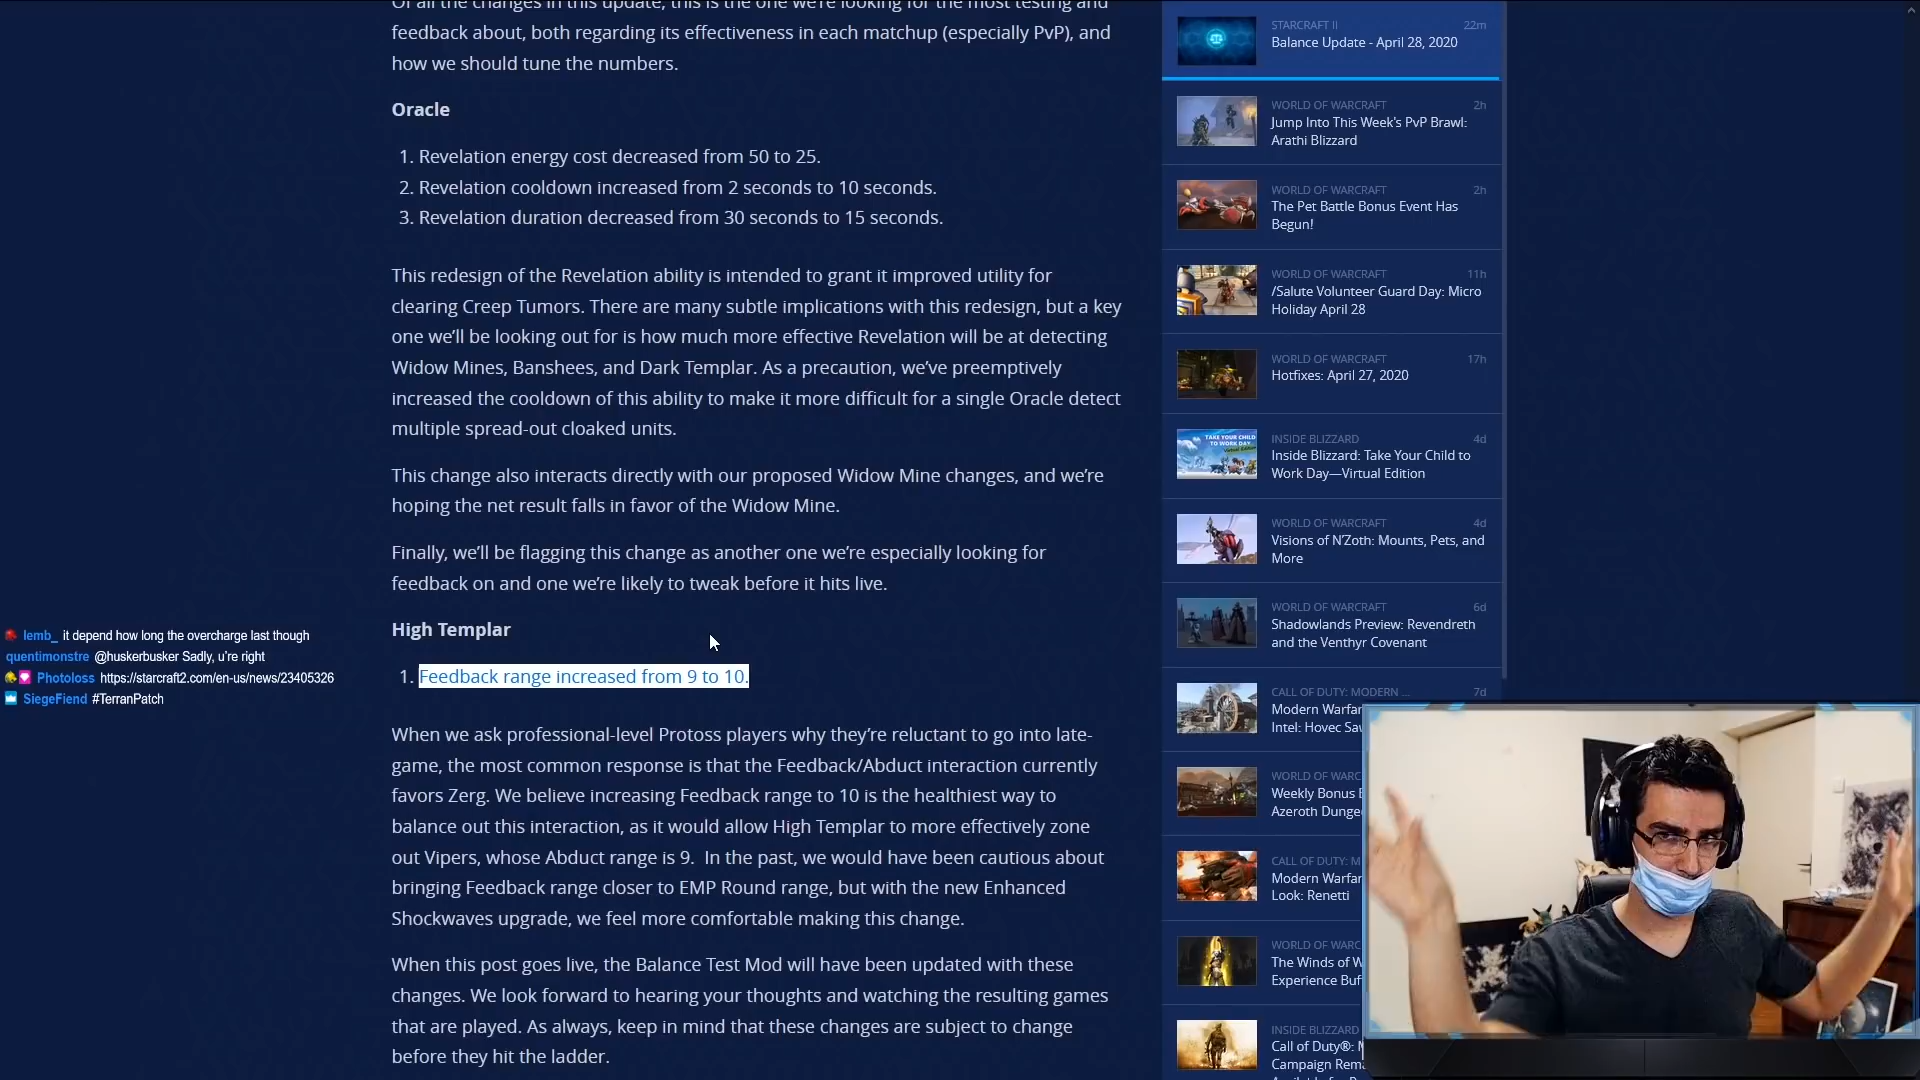 Of all the changes in this update, this is the one we're looking for the most testing and
feedback about, both regarding its effectiveness in each matchup (especially PvP), and
how we should tune the numbers.
Oracle
1. Revelation energy cost decreased from 50 to 25.
2. Revelation cooldown increased from 2 seconds to 10 seconds.
3. Revelation duration decreased from 30 seconds to 15 seconds.
This redesign of the Revelation ability is intended to grant it improved utility for
clearing Creep Tumors. There are many subtle implications with this redesign, but a key
one we’ll be looking out for is how much more effective Revelation will be at detecting
Widow Mines, Banshees, and Dark Templar. As a precaution, we’ve preemptively
increased the cooldown of this ability to make it more difficult for a single Oracle detect
multiple spread-out cloaked units.
This change also interacts directly with our proposed Widow Mine changes, and we’re
hoping the net result falls in favor of the Widow Mine.
Finally, we’ll be flagging this change as another one we’re especially looking for
feedback on and one we’re likely to tweak before it hits live.
High Templar
1. Feedback range increased from 9 to 10.
When we ask professional-level Protoss players why they’re reluctant to go into late-
game, the most common response is that the Feedback/Abduct interaction currently
favors Zerg. We believe increasing Feedback range to 10 is the healthiest way to
balance out this interaction, as it would allow High Templar to more effectively zone
out Vipers, whose Abduct range is 9.  In the past, we would have been cautious about
bringing Feedback range closer to EMP Round range, but with the new Enhanced
Shockwaves upgrade, we feel more comfortable making this change.
When this post goes live, the Balance Test Mod will have been updated with these
changes. We look forward to hearing your thoughts and watching the resulting games
that are played. As always, keep in mind that these changes are subject to change
before they hit the ladder.
lemb_ it depend how long the overcharge last though
quentimonstre @huskerbusker Sadly, u're right
Photoloss https://starcraft2.com/en-us/news/23405326
SiegeFiend #TerranPatch
STARCRAFT II 22m
Balance Update - April 28, 2020
WORLD OF WARCRAFT 2h
Jump Into This Week's PvP Brawl:
Arathi Blizzard
WORLD OF WARCRAFT 2h
The Pet Battle Bonus Event Has
Begun!
WORLD OF WARCRAFT 11h
/Salute Volunteer Guard Day: Micro
Holiday April 28
WORLD OF WARCRAFT 17h
Hotfixes: April 27, 2020
TAKE YOUR CHILD
TO WORK DAY
Virtual Edition
INSIDE BLIZZARD 4d
Inside Blizzard: Take Your Child to
Work Day—Virtual Edition
WORLD OF WARCRAFT 4d
Visions of N’Zoth: Mounts, Pets, and
More
WORLD OF WARCRAFT 6d
Shadowlands Preview: Revendreth
and the Venthyr Covenant
CALL OF DUTY: MODERN ... 7d
Modern Warfar
Intel: Hovec Sav
WORLD OF WARC
Weekly Bonus E
Azeroth Dunge
CALL OF DUTY: M
Modern Warfar
Look: Renetti
WORLD OF WARC
The Winds of W
Experience Buf
INSIDE BLIZZARD
Call of Duty®: M
Campaign Rema